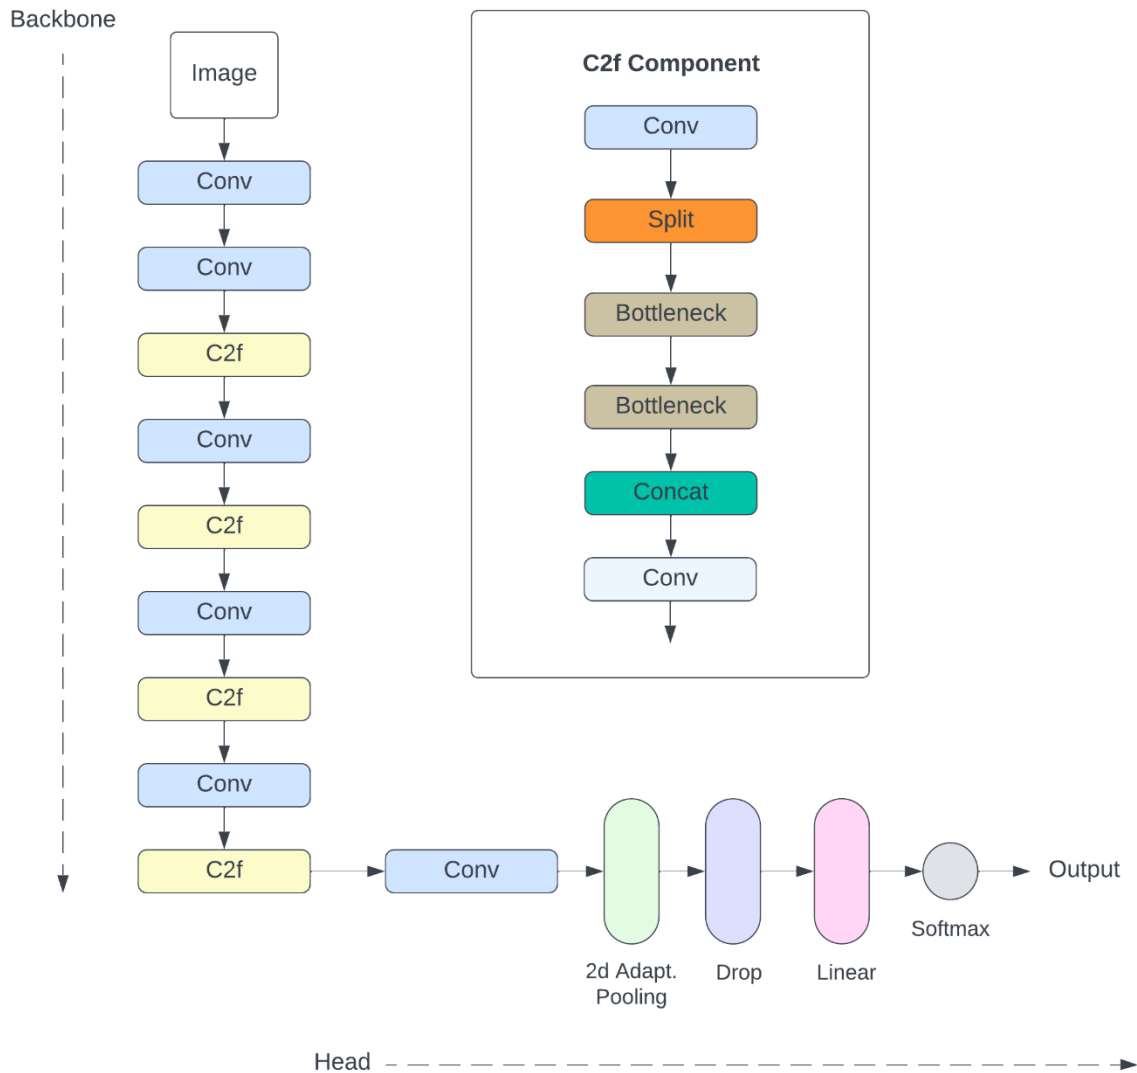 Backbone
Image
Conv
Conv
C2f
Conv
C2f
Conv
C2f
Conv
C2f
C2f Component
Conv
Split
Bottleneck
Bottleneck
Concat
Conv
Conv
2d Adapt.
Pooling
Drop
Linear
Softmax
Output
Head